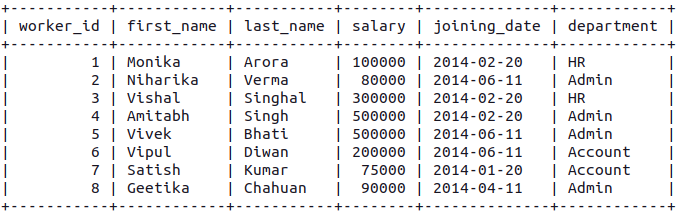 +-----------+------------+-----------+--------+--------------+------------+
| worker_id | first_name | last_name | salary | joining_date | department |
+-----------+------------+-----------+--------+--------------+------------+
|         1 | Monika     | Arora     | 100000 | 2014-02-20   | HR         |
|         2 | Niharika   | Verma     |  80000 | 2014-06-11   | Admin      |
|         3 | Vishal     | Singhal   | 300000 | 2014-02-20   | HR         |
|         4 | Amitabh    | Singh     | 500000 | 2014-02-20   | Admin      |
|         5 | Vivek      | Bhati     | 500000 | 2014-06-11   | Admin      |
|         6 | Vipul      | Diwan     | 200000 | 2014-06-11   | Account    |
|         7 | Satish     | Kumar     |  75000 | 2014-01-20   | Account    |
|         8 | Geetika    | Chahuan   |  90000 | 2014-04-11   | Admin      |
+-----------+------------+-----------+--------+--------------+------------+